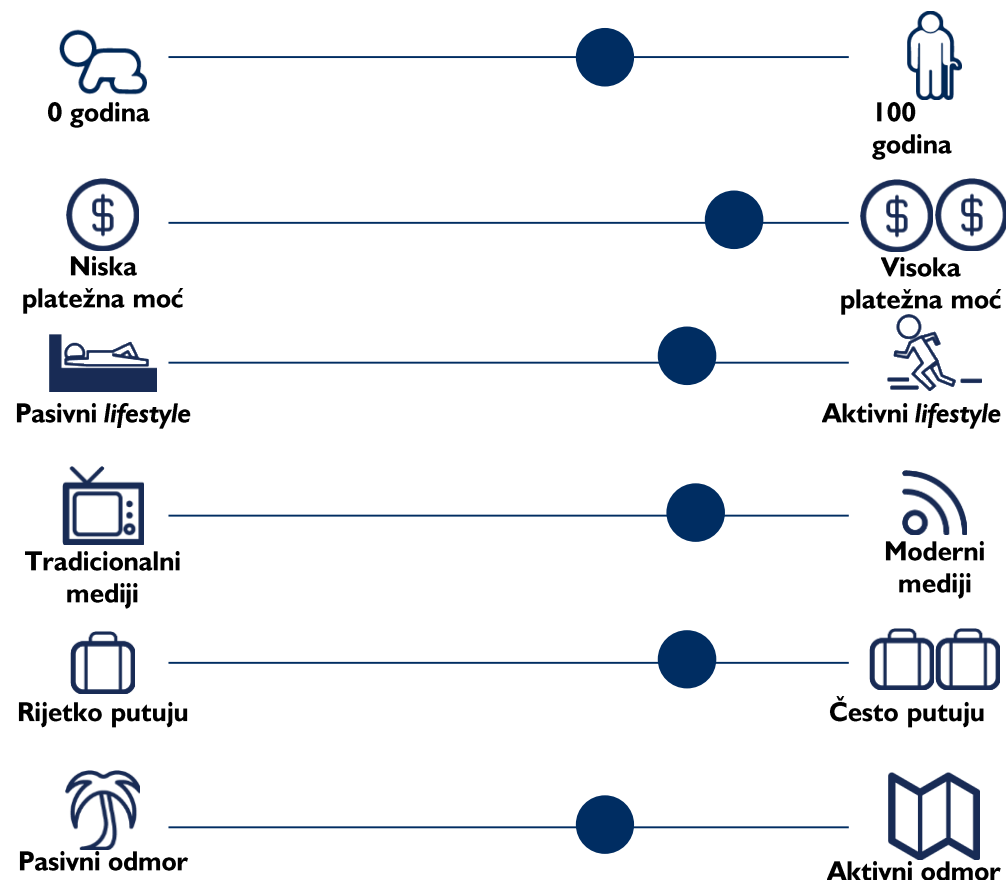 0 godina
100
godina
$
$
$
Niska
platežna moć
Visoka
platežna moć
Pasivni lifestyle
Aktivni lifestyle
Tradicionalni
mediji
Moderni
mediji
Rijetko putuju
Često putuju
Pasivni odmor
Aktivni odmor